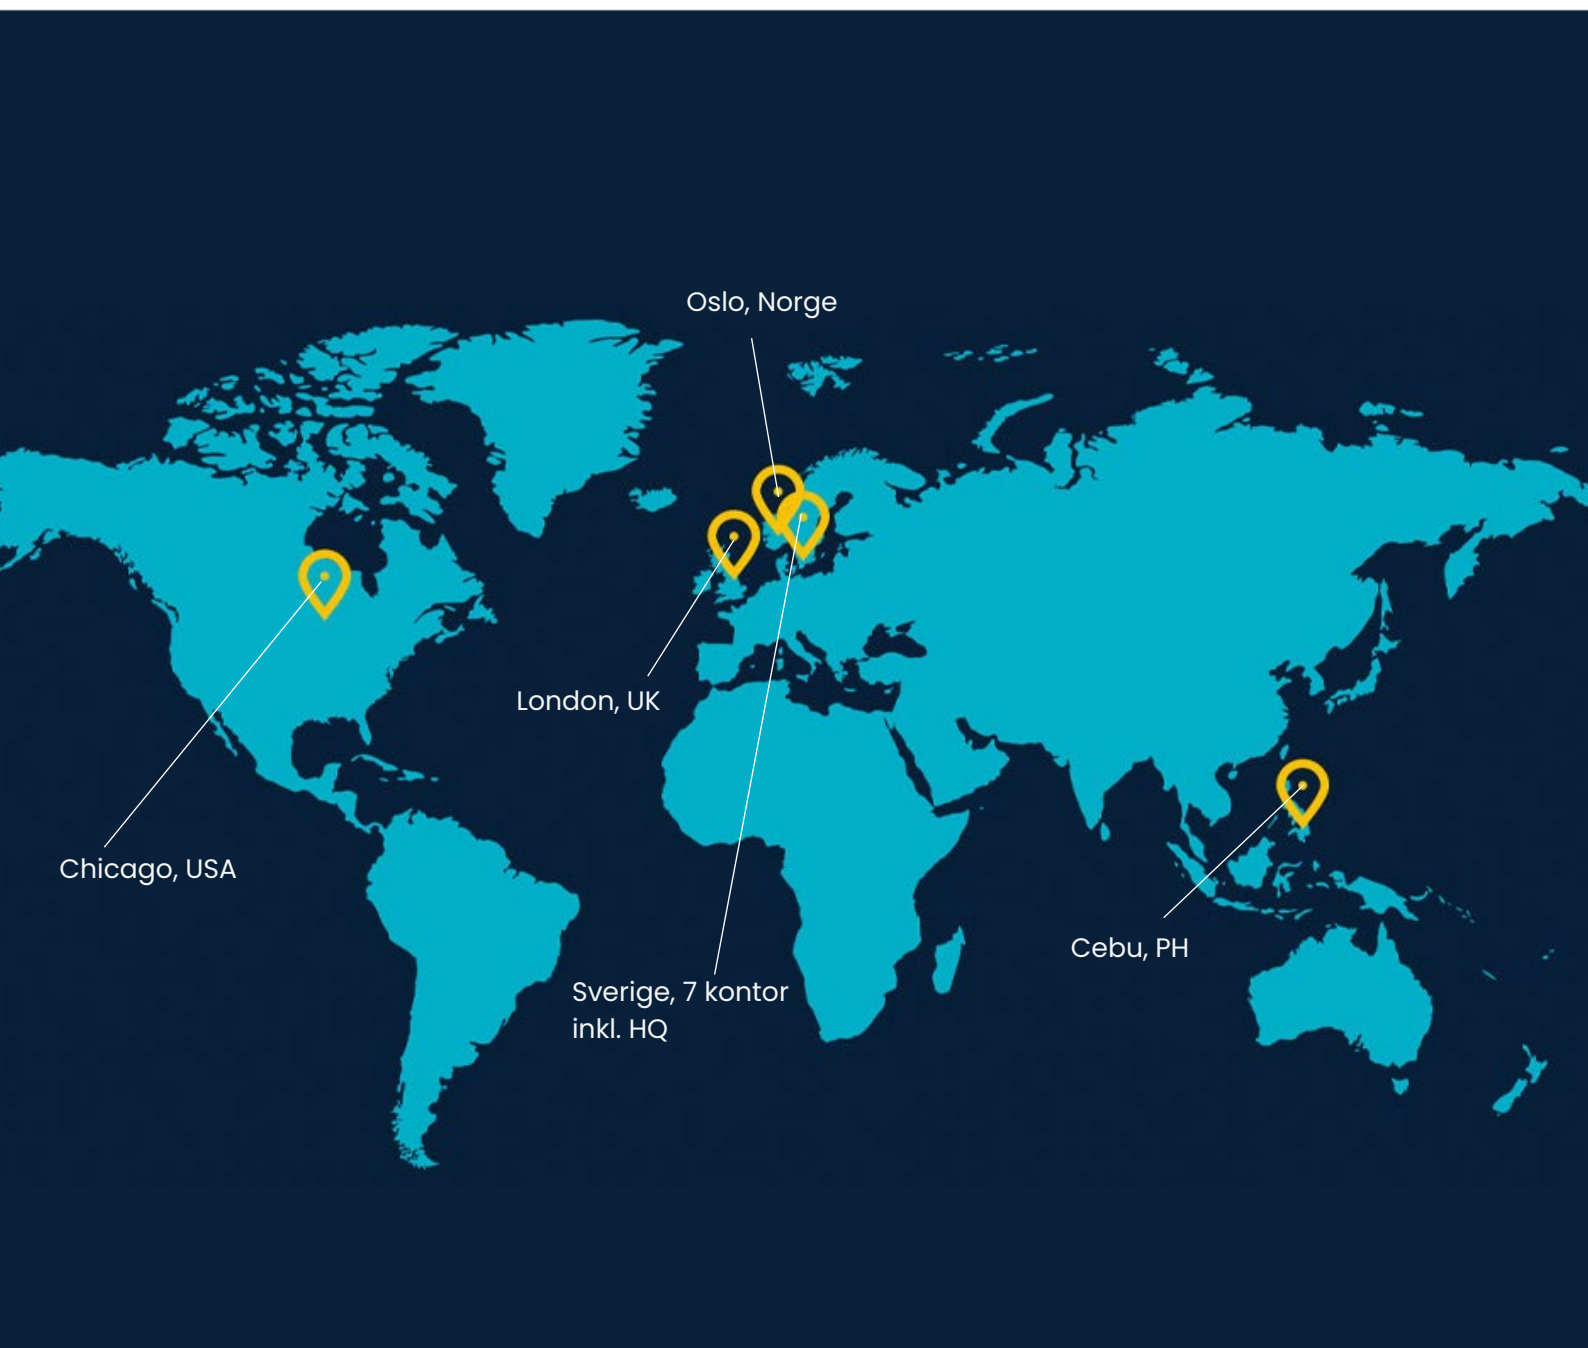 Oslo, Norge
London, UK
Chicago, USA
Cebu, PH
Sverige, 7 kontor
inkl. HQ